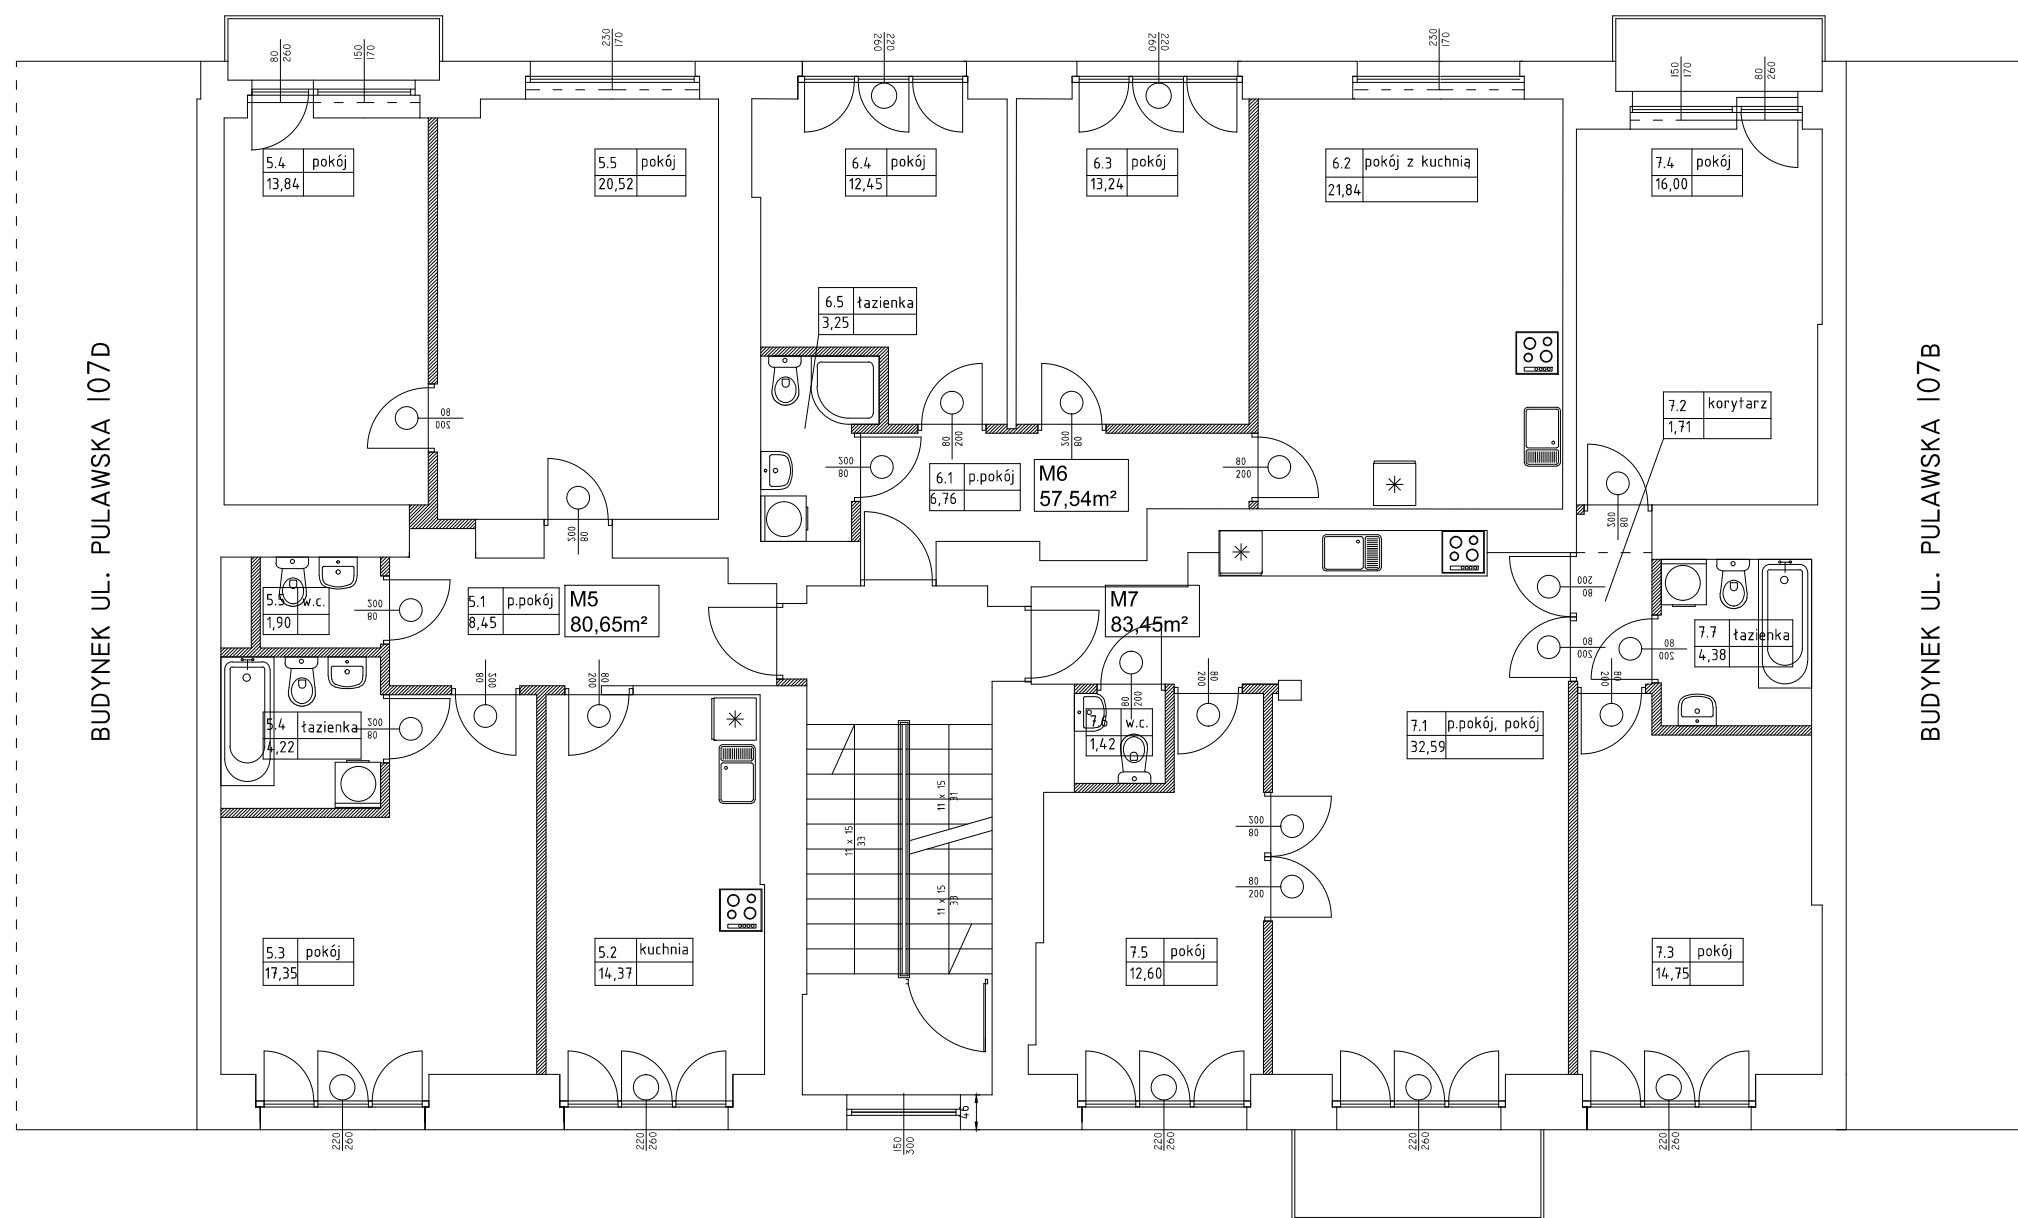 80
260
150
170
230
170
260
220
260
220
230
170
150
170
80
260
5.4 pokój
13,84
5.5 pokój
20,52
6.4 pokój
12,45
6.3 pokój
13,24
6.2 pokój z kuchnią
21,84
7.4 pokój
16,00
6.5 łazienka
3,25
BUDYNEK UL. PULAWSKA 107D
BUDYNEK UL. PULAWSKA 107B
7.2 korytarz
1,71
80
200
80
200
200
80
200
80
80
200
6.1 p.pokój
6,76
M6
57,54m²
200
80
200
80
5.5 w.c.
1,90
200
80
5.1 p.pokój
8,45
M5
80,65m²
M7
83,45m²
200
80
200
80
200
80
7.7 łazienka
4,38
200
80
80
200
80
200
80
200
80
200
5.4 łazienka
4,22
200
80
7.6 w.c.
1,42
7.1 p.pokój, pokój
32,59
11 x 15
33
11 x 15
31
11 x 15
33
200
80
80
200
5.3 pokój
17,35
5.2 kuchnia
14,37
7.5 pokój
12,60
7.3 pokój
14,75
46
220
260
220
260
150
300
220
260
220
260
220
260